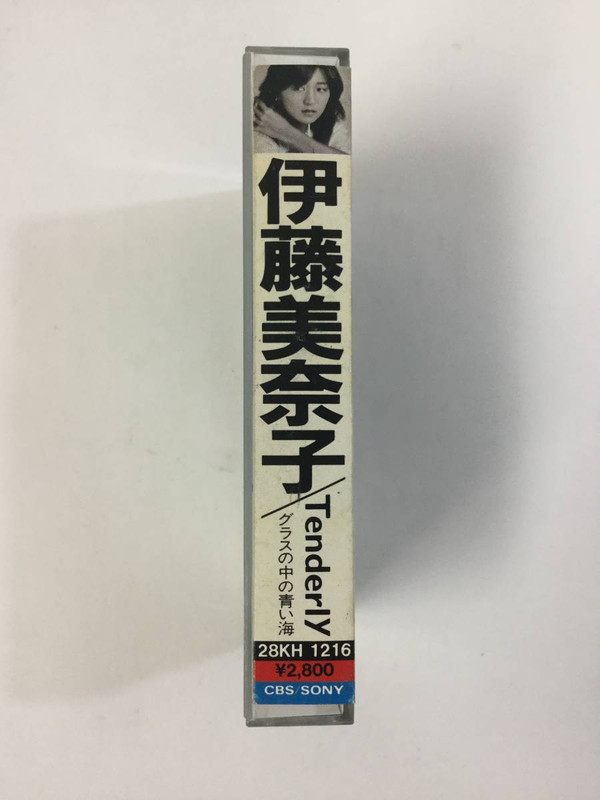 伊藤美奈子
Tenderly
グラスの中の青い海
28KH 1216
¥2,800
CBS/SONY